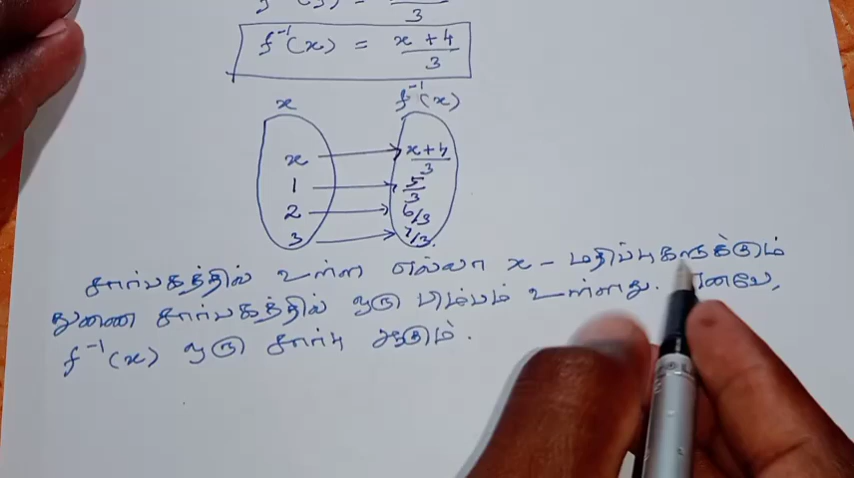 3
f⁻¹(x) = (x + 4)/3
x f⁻¹(x)
x → (x+4)/3
1 → 5/3
2 → 6/3
3 → 7/3
சார்பகத்தில் உள்ள எல்லா x – மதிப்புகளுக்கும்
துணை சார்பகத்தில் ஒரு பிம்பம் உள்ளது. எனவே,
f⁻¹(x) ஒரு சார்பு ஆகும்.